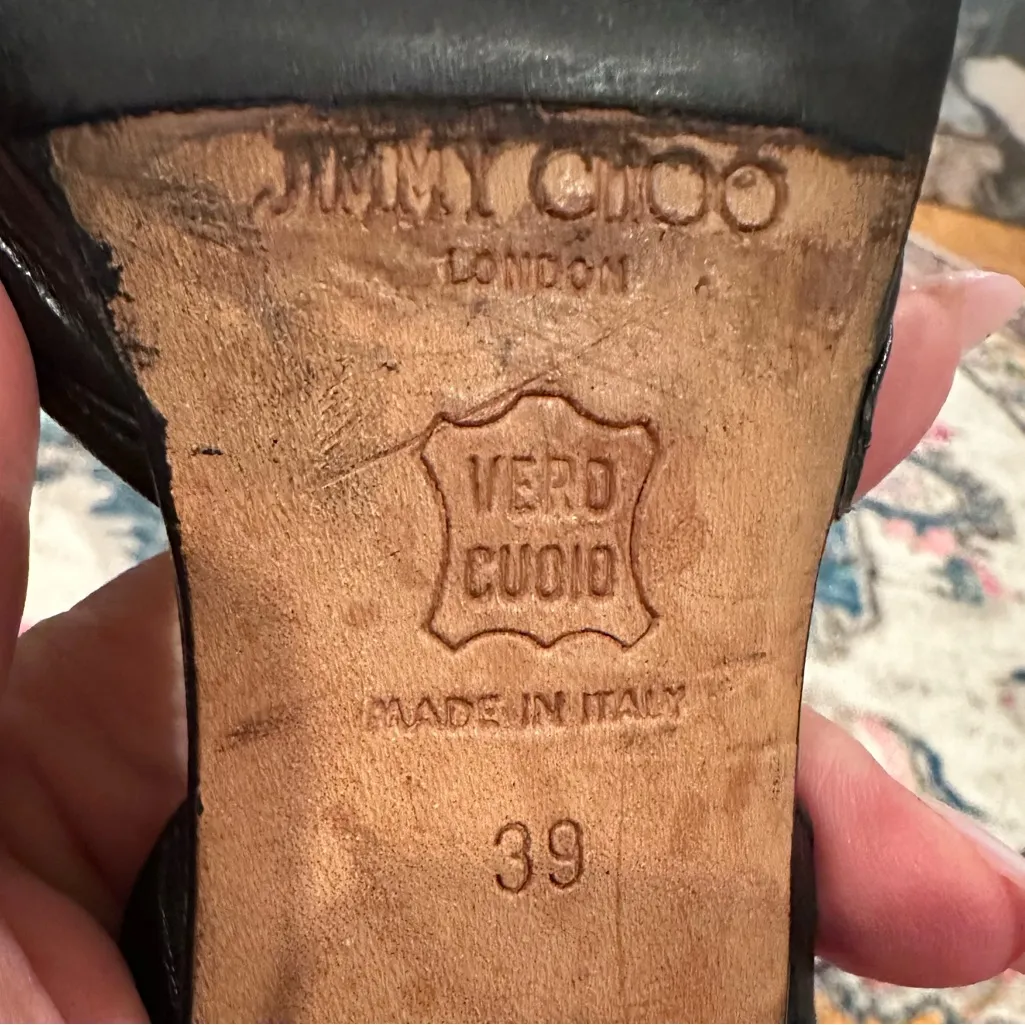 JIMMY CHOO
LONDON
VERO
CUOIO
MADE IN ITALY
39